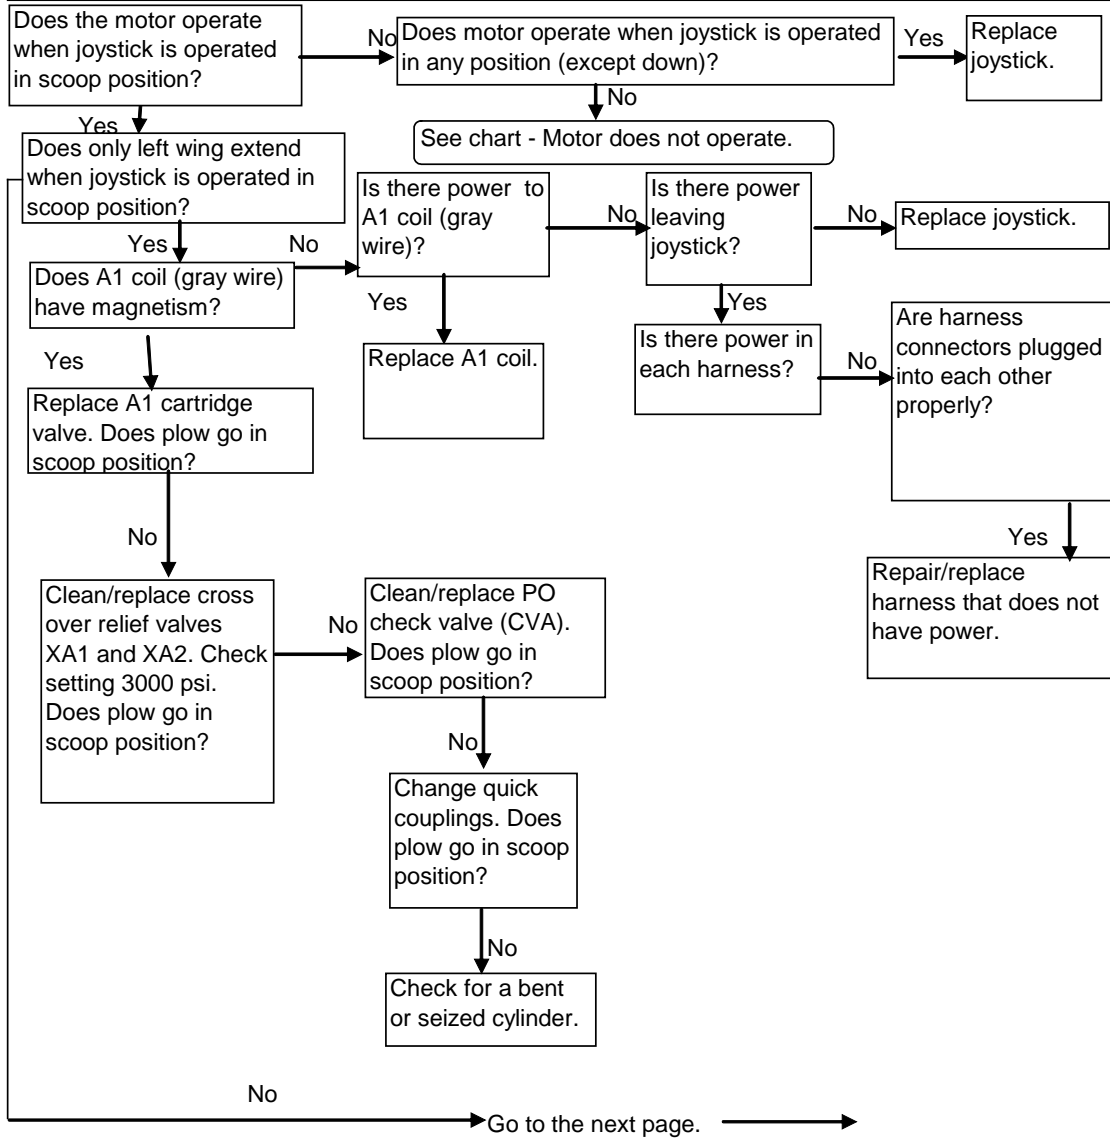 Does the motor operate
when joystick is operated
in scoop position?
No
Does motor operate when joystick is operated
in any position (except down)?
Yes
Replace
joystick.
No
See chart - Motor does not operate.
Yes
Does only left wing extend
when joystick is operated in
scoop position?
Yes
Does A1 coil (gray wire)
have magnetism?
No
Is there power to
A1 coil (gray
wire)?
No
Is there power
leaving
joystick?
No
Replace joystick.
Yes
Replace A1 coil.
Yes
Is there power in
each harness?
No
Are harness
connectors plugged
into each other
properly?
Yes
Repair/replace
harness that does not
have power.
Yes
Replace A1 cartridge
valve. Does plow go in
scoop position?
No
Clean/replace cross
over relief valves
XA1 and XA2. Check
setting 3000 psi.
Does plow go in
scoop position?
No
Clean/replace PO
check valve (CVA).
Does plow go in
scoop position?
No
Change quick
couplings. Does
plow go in scoop
position?
No
Check for a bent
or seized cylinder.
No
Go to the next page.